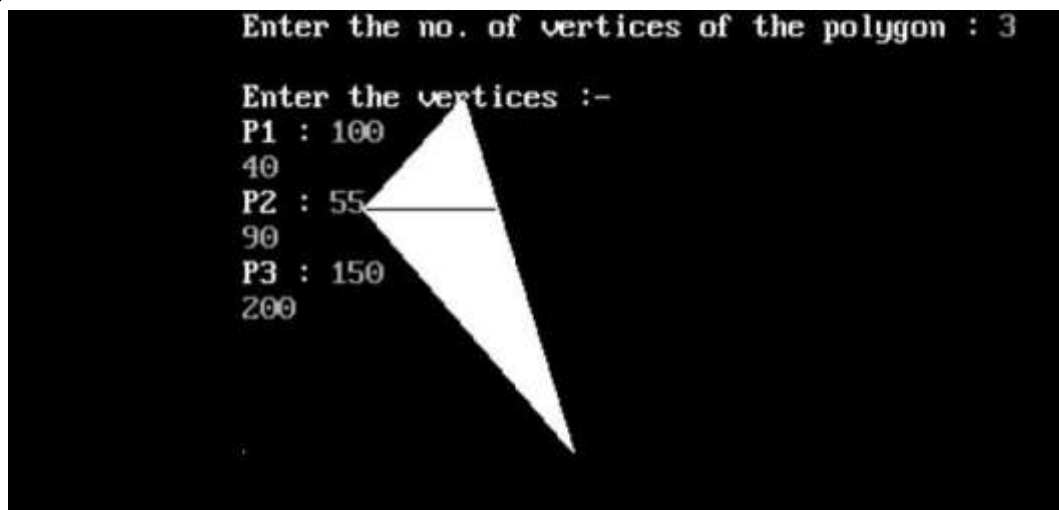 Enter the no. of vertices of the polygon : 3
Enter the vertices :-
P1 : 100
40
P2 : 55
90
P3 : 150
200